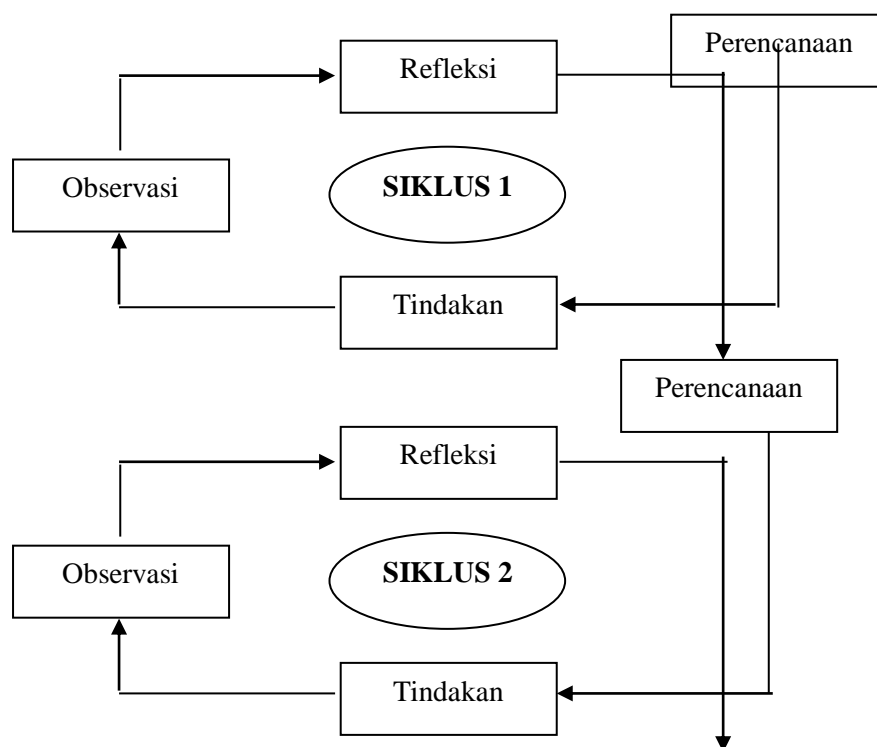 Perencanaan
Refleksi
Observasi
SIKLUS 1
Tindakan
Perencanaan
Refleksi
Observasi
SIKLUS 2
Tindakan